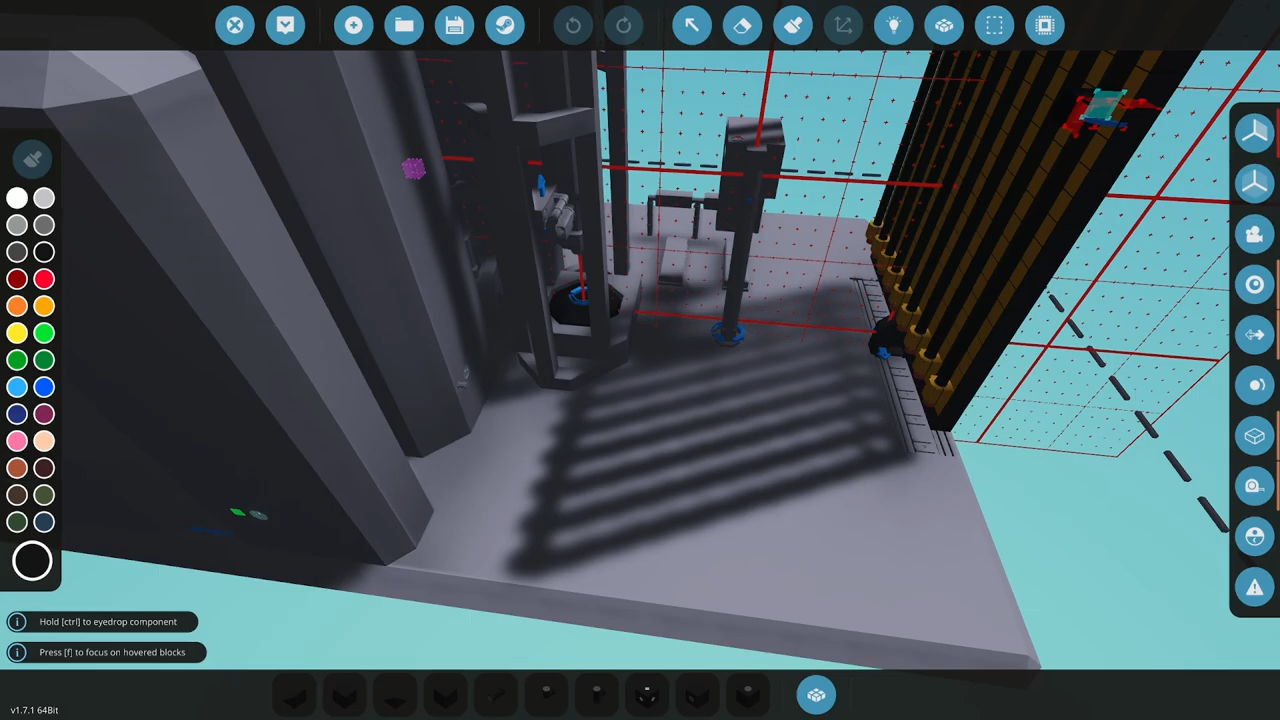 Hold [ctrl] to eyedrop component
Press [f] to focus on hovered blocks
v1.7.1 64Bit